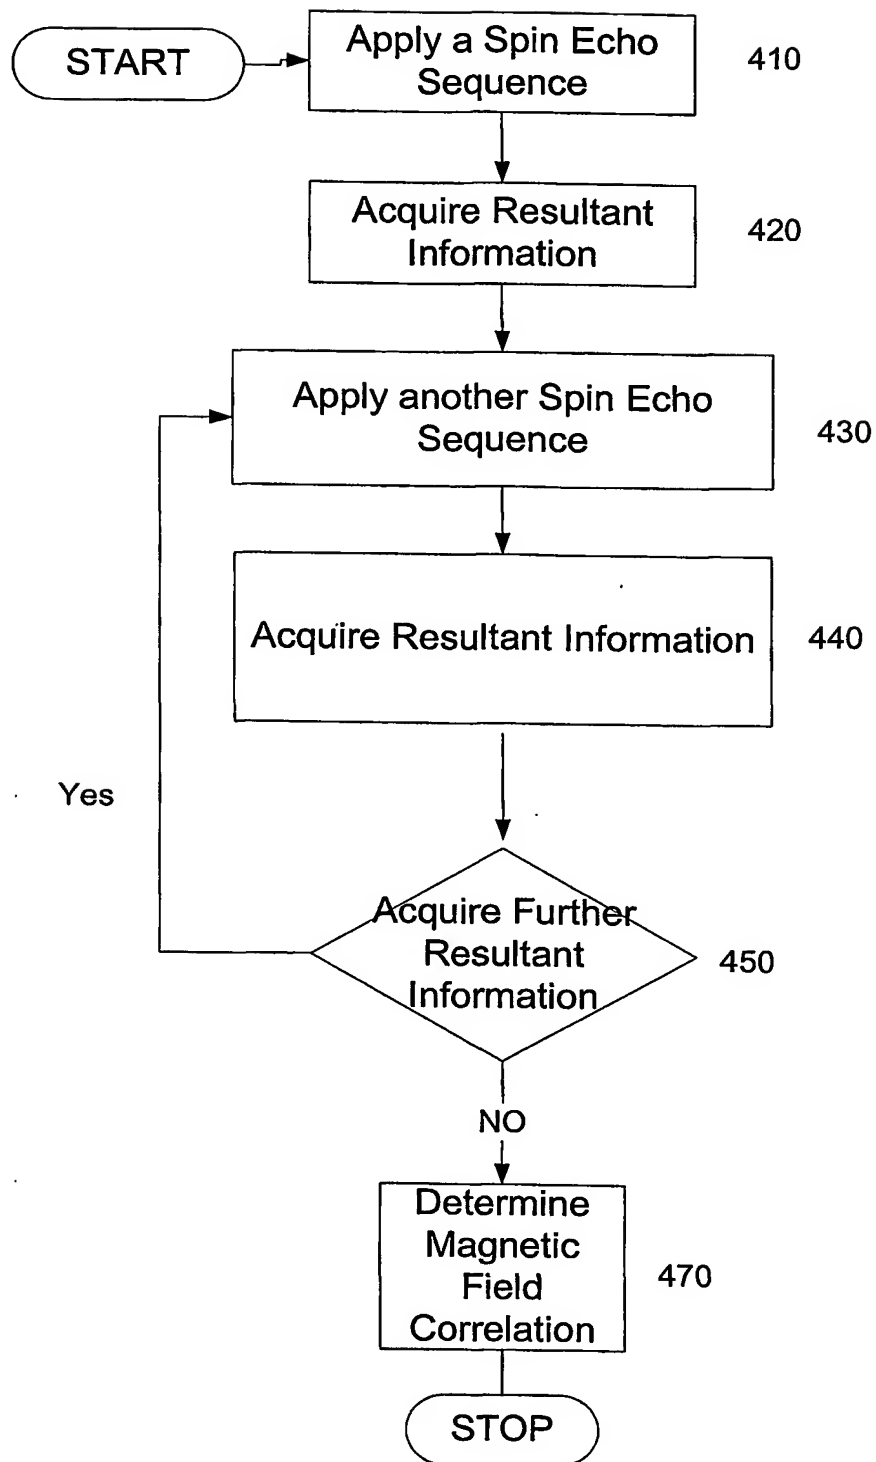 START
Apply a Spin Echo
Sequence
410
Acquire Resultant
Information
420
Apply another Spin Echo
Sequence
430
Acquire Resultant Information
440
Yes
Acquire Further
Resultant
Information
450
NO
Determine
Magnetic
Field
Correlation
470
STOP